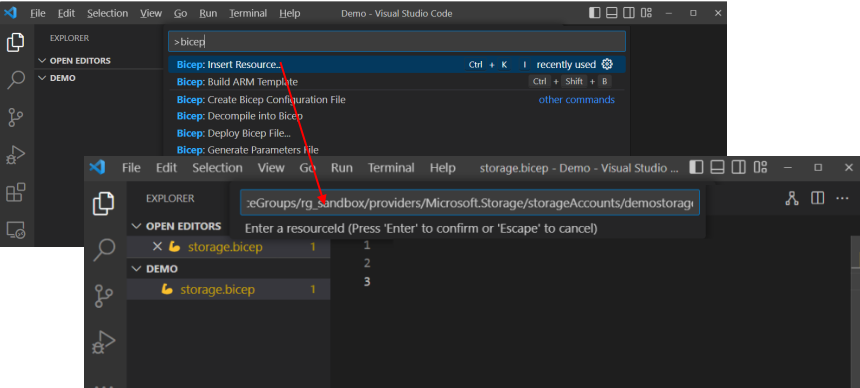 File Edit Selection View Go Run Terminal Help Demo - Visual Studio Code
EXPLORER
>bicep
OPEN EDITORS
Bicep: Insert Resource... Ctrl + K I recently used
DEMO
Bicep: Build ARM Template Ctrl + Shift + B
Bicep: Create Bicep Configuration File other commands
Bicep: Decompile into Bicep
Bicep: Deploy Bicep File...
Bicep: Generate Parameters File
File Edit Selection View Go Run Terminal Help storage.bicep - Demo - Visual Studio ...
EXPLORER
:eGroups/rg_sandbox/providers/Microsoft.Storage/storageAccounts/demostorage
OPEN EDITORS
Enter a resourceId (Press 'Enter' to confirm or 'Escape' to cancel)
storage.bicep 1
1
DEMO
2
storage.bicep 1
3